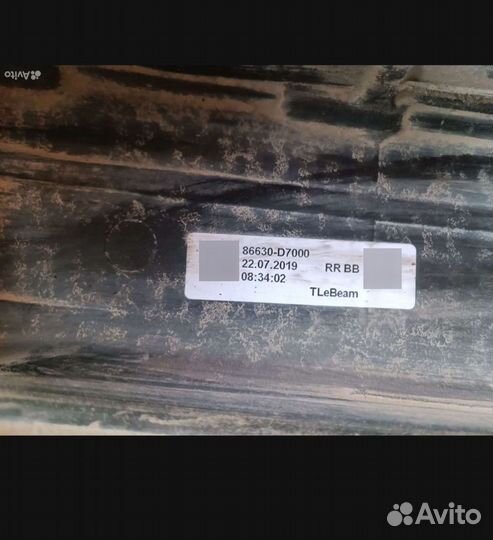 Avito
86630-D7000
22.07.2019 RR BB
08:34:02
TLeBeam
Avito